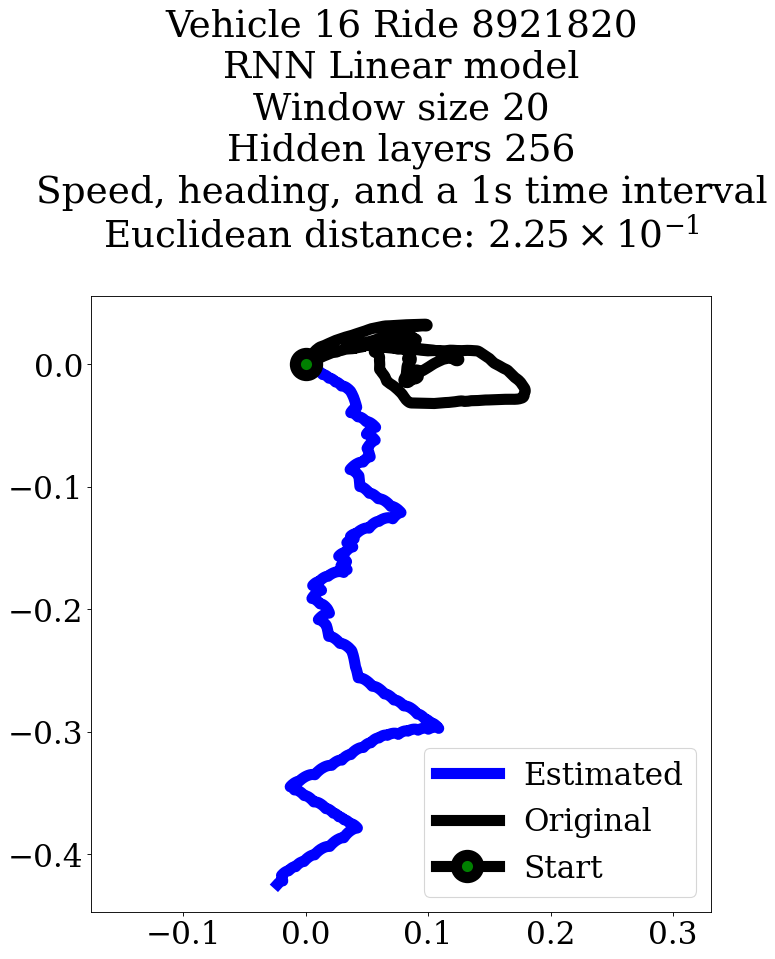 Vehicle 16 Ride 8921820
RNN Linear model
Window size 20
Hidden layers 256
Speed, heading, and a 1s time interval
Euclidean distance: 2.25 × 10⁻¹
0.0
−0.1
−0.2
−0.3
−0.4
Estimated
Original
Start
−0.1 0.0 0.1 0.2 0.3